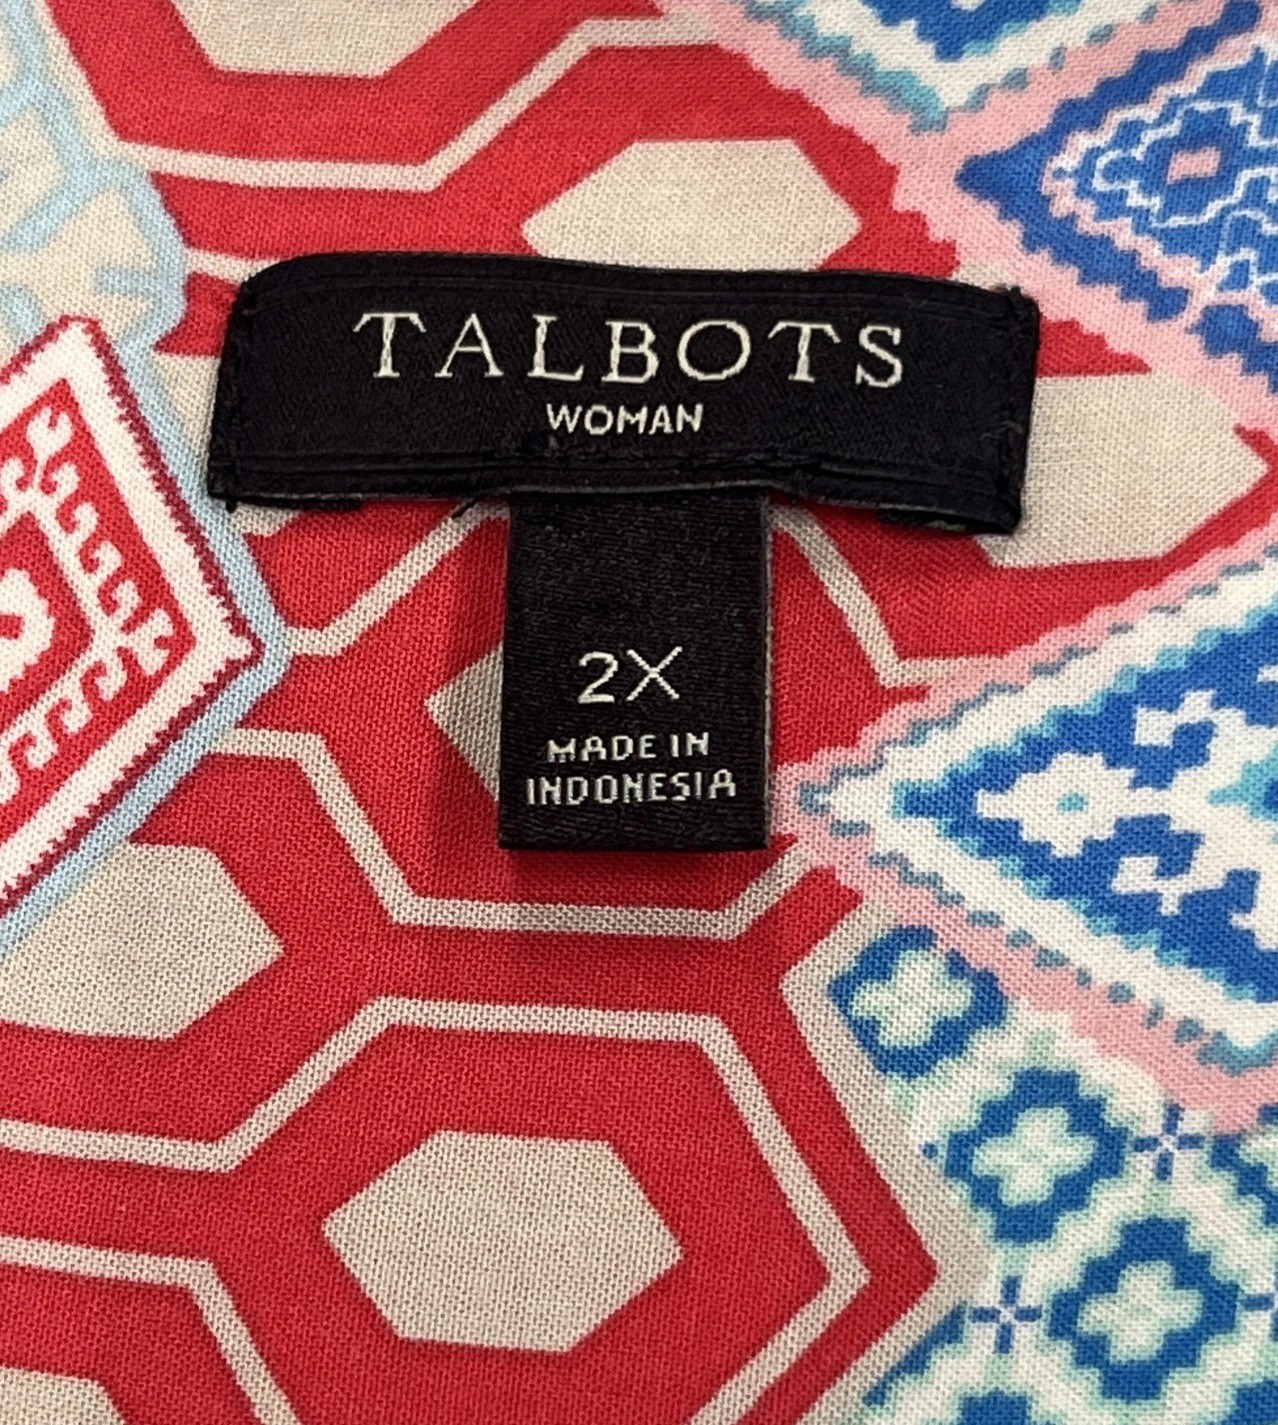 TALBOTS
WOMAN
2X
MADE IN
INDONESIA